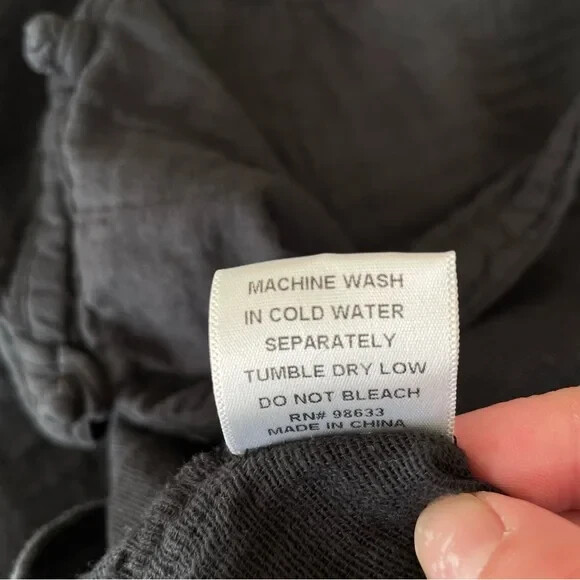 MACHINE WASH
IN COLD WATER
SEPARATELY
TUMBLE DRY LOW
DO NOT BLEACH
RN# 98633
MADE IN CHINA